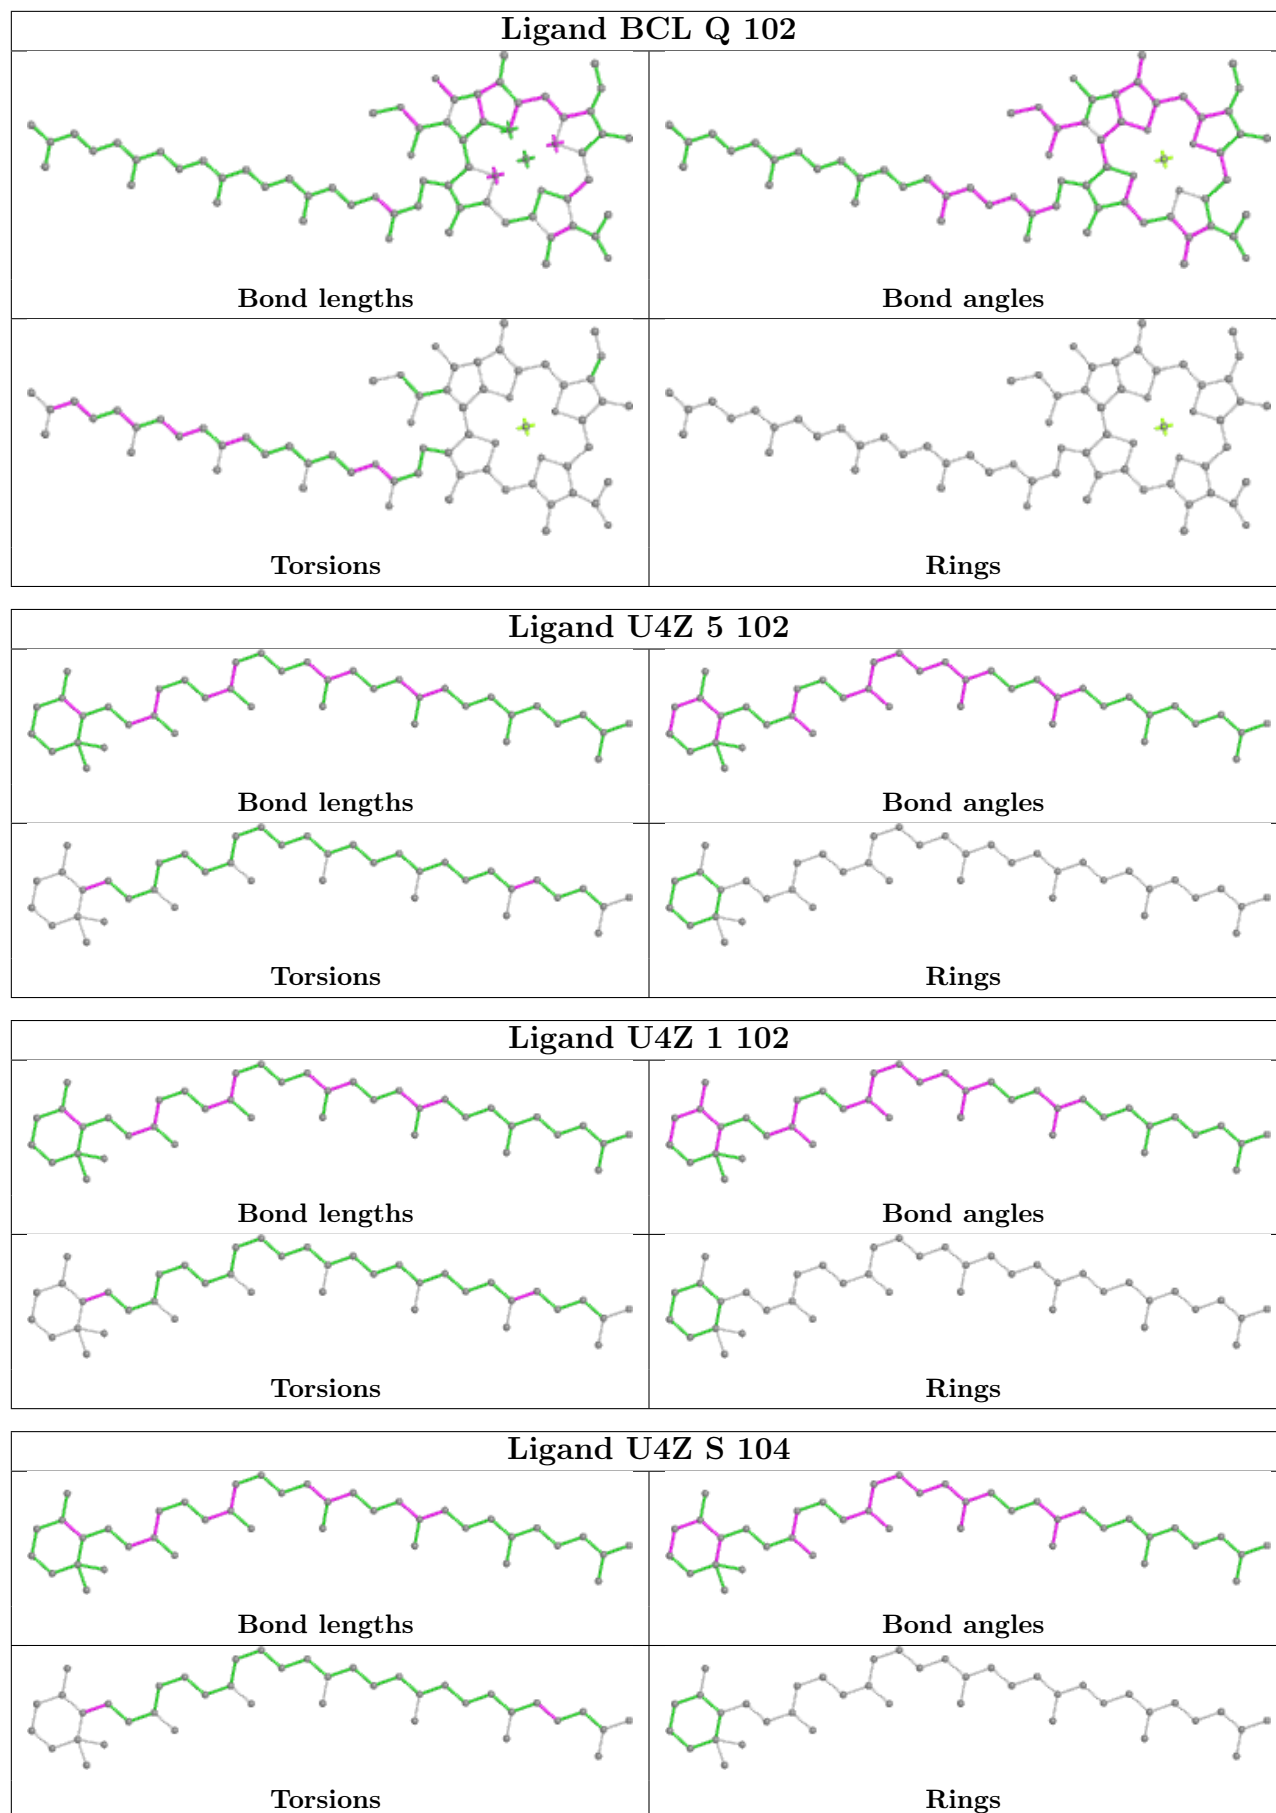 Ligand BCL Q 102
Bond lengths
Bond angles
Torsions
Rings
Ligand U4Z 5 102
Bond lengths
Bond angles
Torsions
Rings
Ligand U4Z 1 102
Bond lengths
Bond angles
Torsions
Rings
Ligand U4Z S 104
Bond lengths
Bond angles
Torsions
Rings